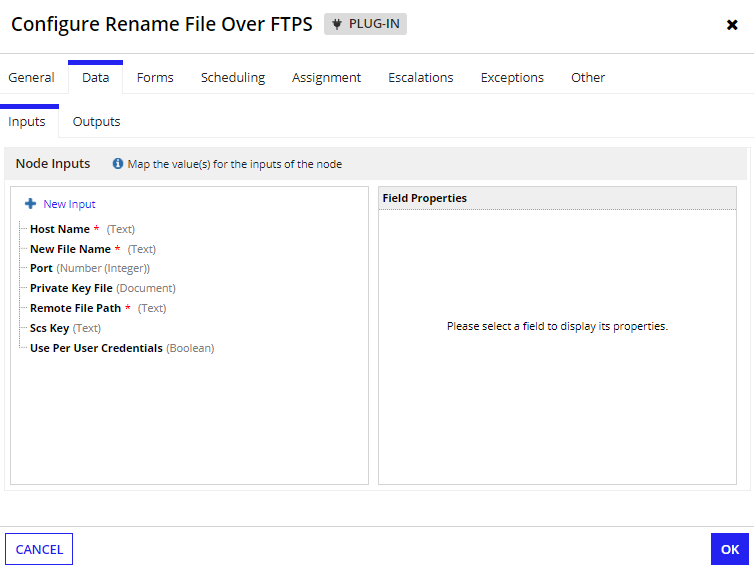 Configure Rename File Over FTPS PLUG-IN
General Data Forms Scheduling Assignment Escalations Exceptions Other
Inputs Outputs
Node Inputs Map the value(s) for the inputs of the node
New Input
Host Name * (Text)
New File Name * (Text)
Port (Number (Integer))
Private Key File (Document)
Remote File Path * (Text)
Scs Key (Text)
Use Per User Credentials (Boolean)
Field Properties
Please select a field to display its properties.
CANCEL OK